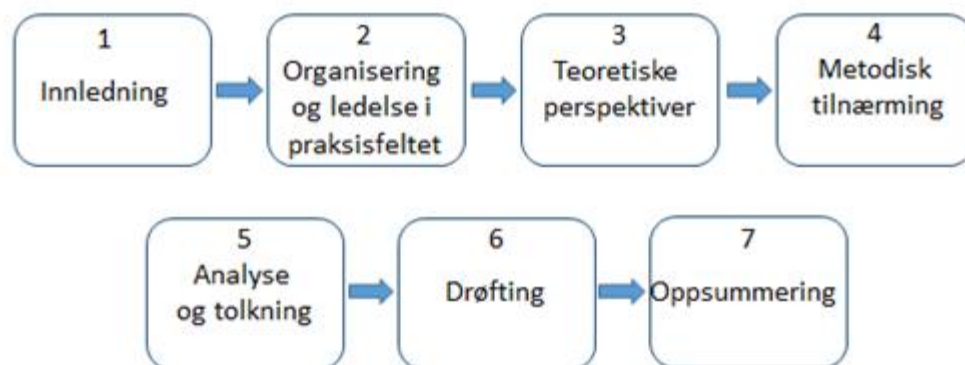 1
Innledning
2
Organisering
og ledelse i
praksisfeltet
3
Teoretiske
perspektiver
4
Metodisk
tilnærming
5
Analyse
og tolkning
6
Drøfting
7
Oppsummering